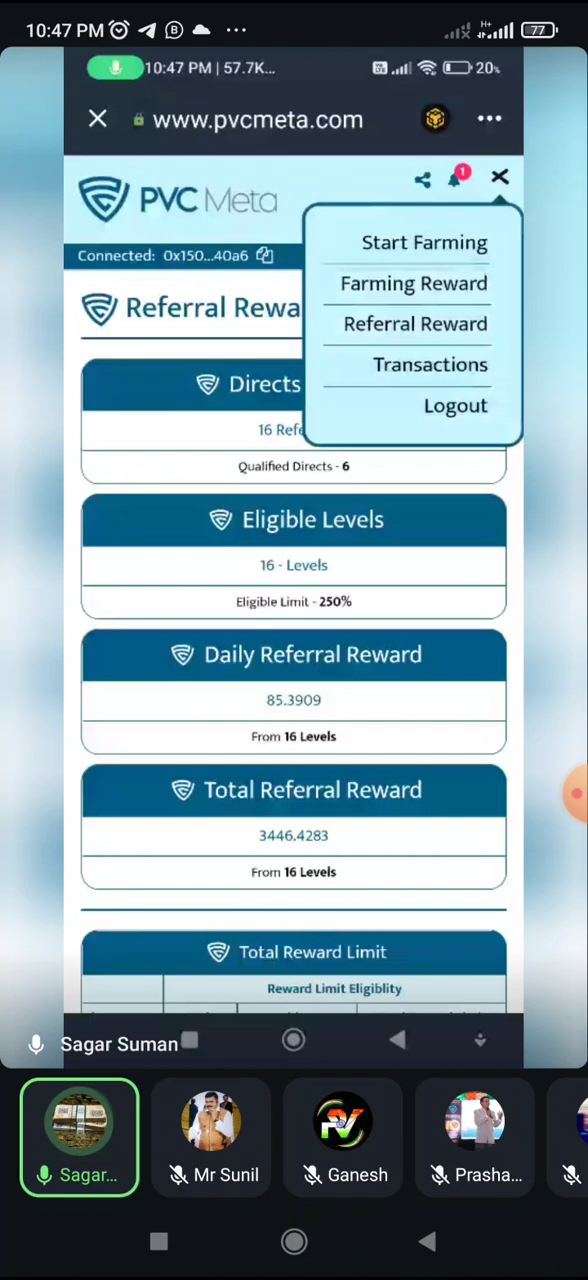 10:47 PM
H+
77
10:47 PM | 57.7K...
20%
www.pvcmeta.com
PVC Meta
1
Connected: 0x150...40a6
Start Farming
Farming Reward
Referral Reward
Transactions
Logout
Referral Rewa
Directs
16 Refe
Qualified Directs - 6
Eligible Levels
16 - Levels
Eligible Limit - 250%
Daily Referral Reward
85.3909
From 16 Levels
Total Referral Reward
3446.4283
From 16 Levels
Total Reward Limit
Reward Limit Eligiblity
Sagar Suman
Sagar...
Mr Sunil
Ganesh
Prasha...